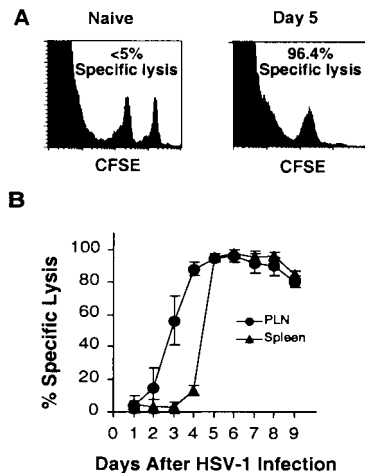 A
Naive
Day 5
<5%
Specific lysis
96.4%
Specific lysis
CFSE
CFSE
B
% Specific Lysis
100
80
60
40
20
0
PLN
Spleen
0 1 2 3 4 5 6 7 8 9
Days After HSV-1 Infection